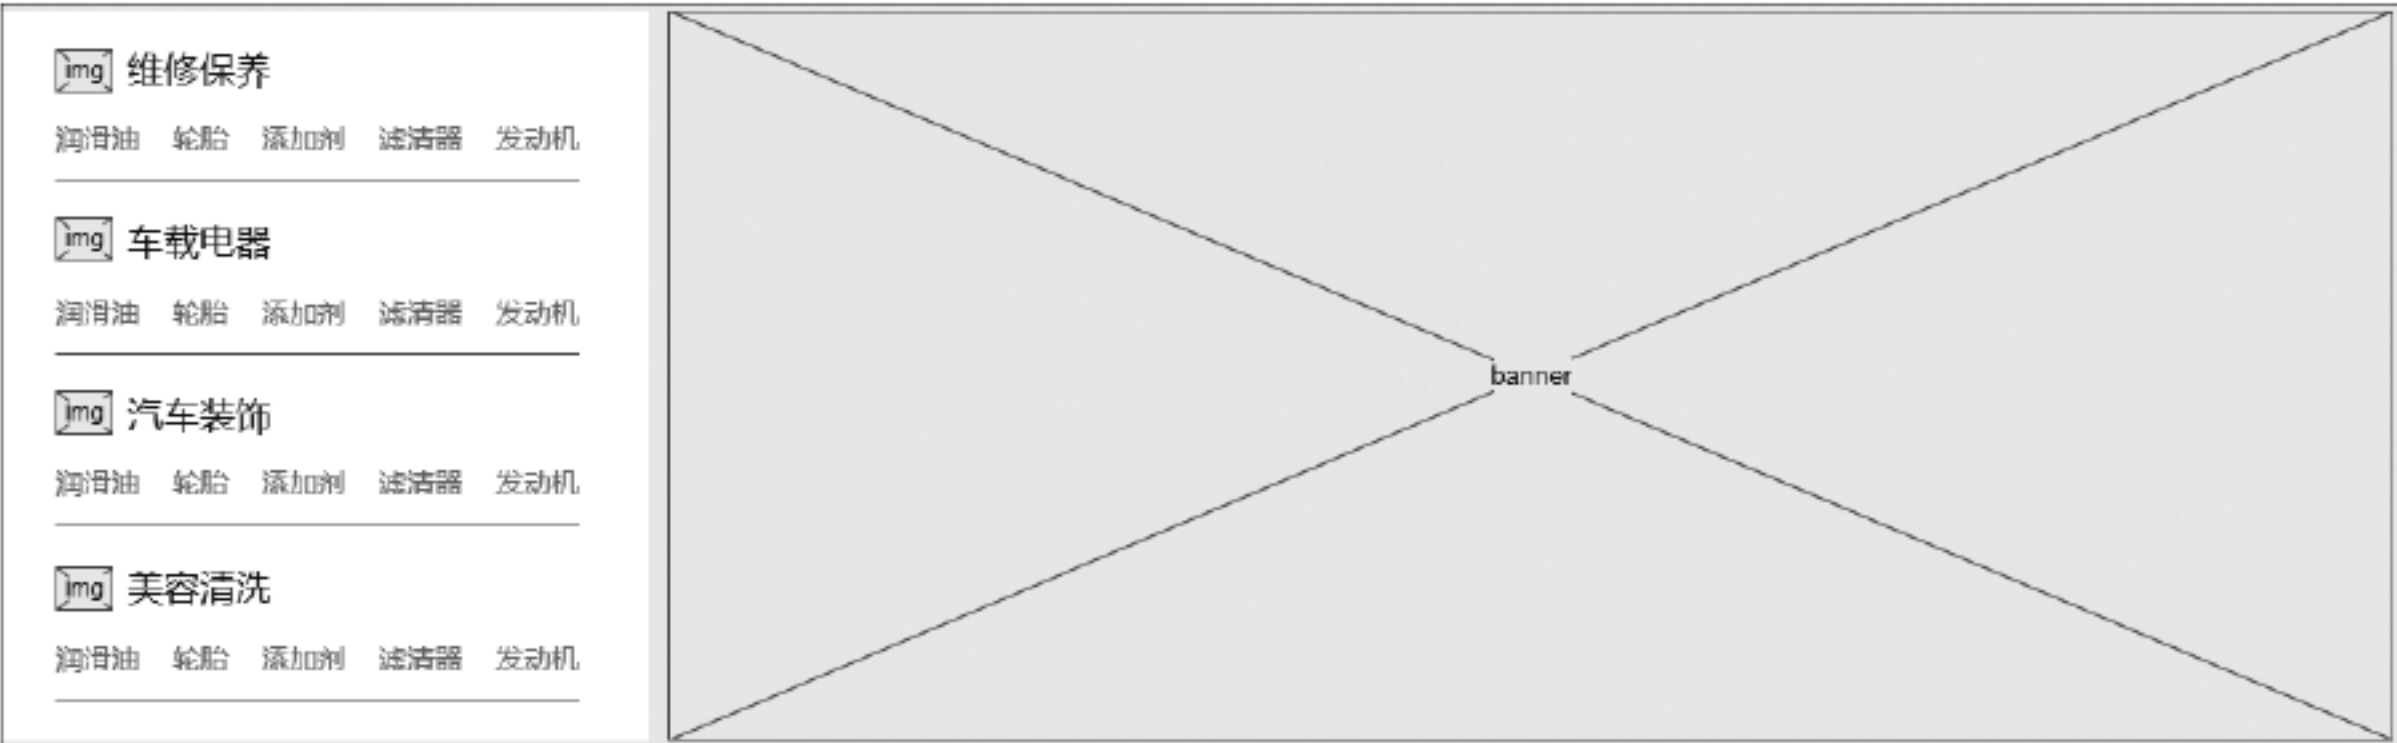 img 维修保养
润滑油 轮胎 添加剂 滤清器 发动机
img 车载电器
润滑油 轮胎 添加剂 滤清器 发动机
img 汽车装饰
润滑油 轮胎 添加剂 滤清器 发动机
img 美容清洗
润滑油 轮胎 添加剂 滤清器 发动机
banner